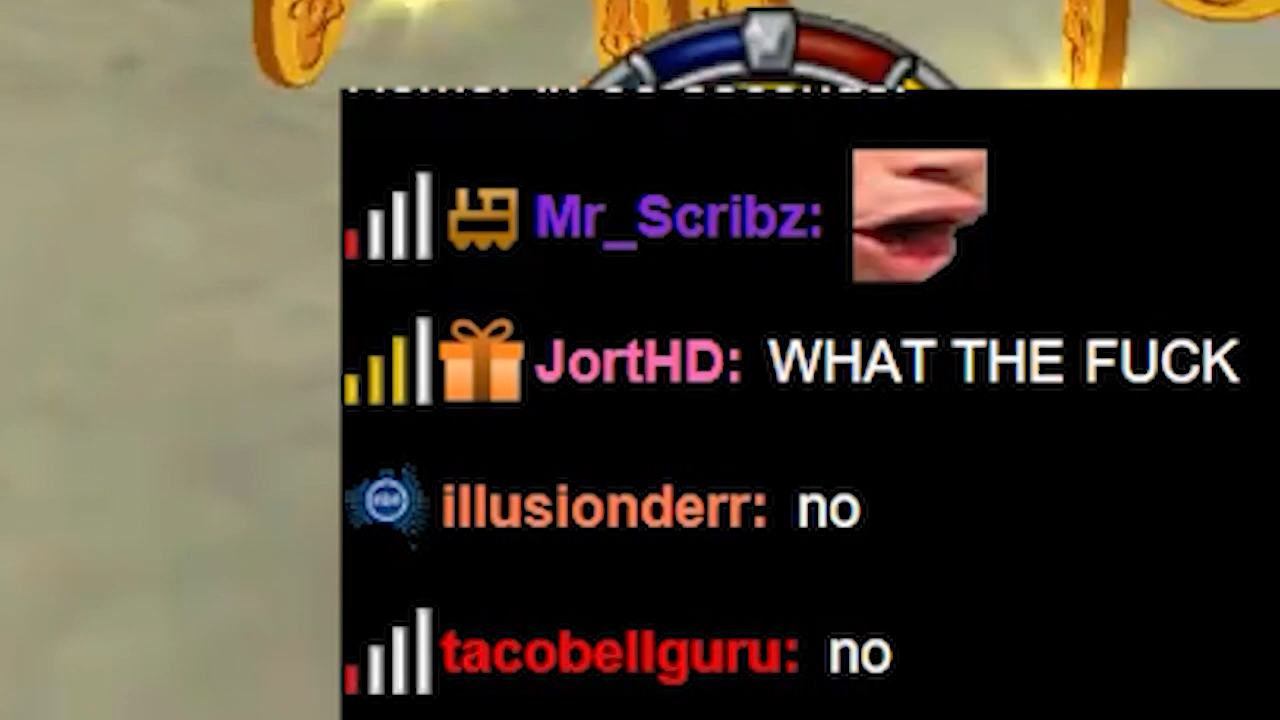 Mr_Scribz:
JortHD: WHAT THE FUCK
illusionderr: no
tacobellguru: no